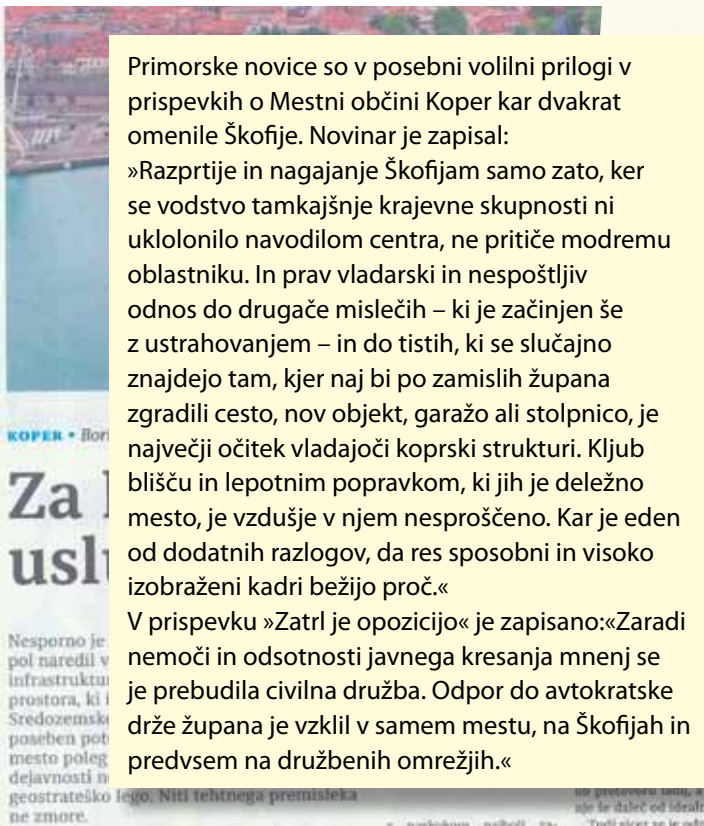 Primorske novice so v posebni volilni prilogi v
prispevkih o Mestni občini Koper kar dvakrat
omenile Škofije. Novinar je zapisal:
»Razprtije in nagajanje Škofijam samo zato, ker
se vodstvo tamkajšnje krajevne skupnosti ni
uklolonilo navodilom centra, ne pritiče modremu
oblastniku. In prav vladarski in nespoštljiv
odnos do drugače mislečih – ki je začinjen še
z ustrahovanjem – in do tistih, ki se slučajno
znajdejo tam, kjer naj bi po zamislih župana
zgradili cesto, nov objekt, garažo ali stolpnico, je
največji očitek vladajoči koprski strukturi. Kljub
blišču in lepotnim popravkom, ki jih je deležno
mesto, je vzdušje v njem nesproščeno. Kar je eden
od dodatnih razlogov, da res sposobni in visoko
izobraženi kadri bežijo proč.«
V prispevku »Zatrl je opozicijo« je zapisano:«Zaradi
nemoči in odsotnosti javnega kresanja mnenj se
je prebudila civilna družba. Odpor do avtokratske
drže župana je vzklil v samem mestu, na Škofijah in
predvsem na družbenih omrežjih.«
KOPER • Bori
Za
uslu
Nesporno je
pol naredil v
infrastruktu
prostora, ki i
Sredozemske
poseben pot
mesto poleg
dejavnosti n
geostrateško lego. Niti tehtnega premisleka
ne zmore.
nje še daleč od idealn